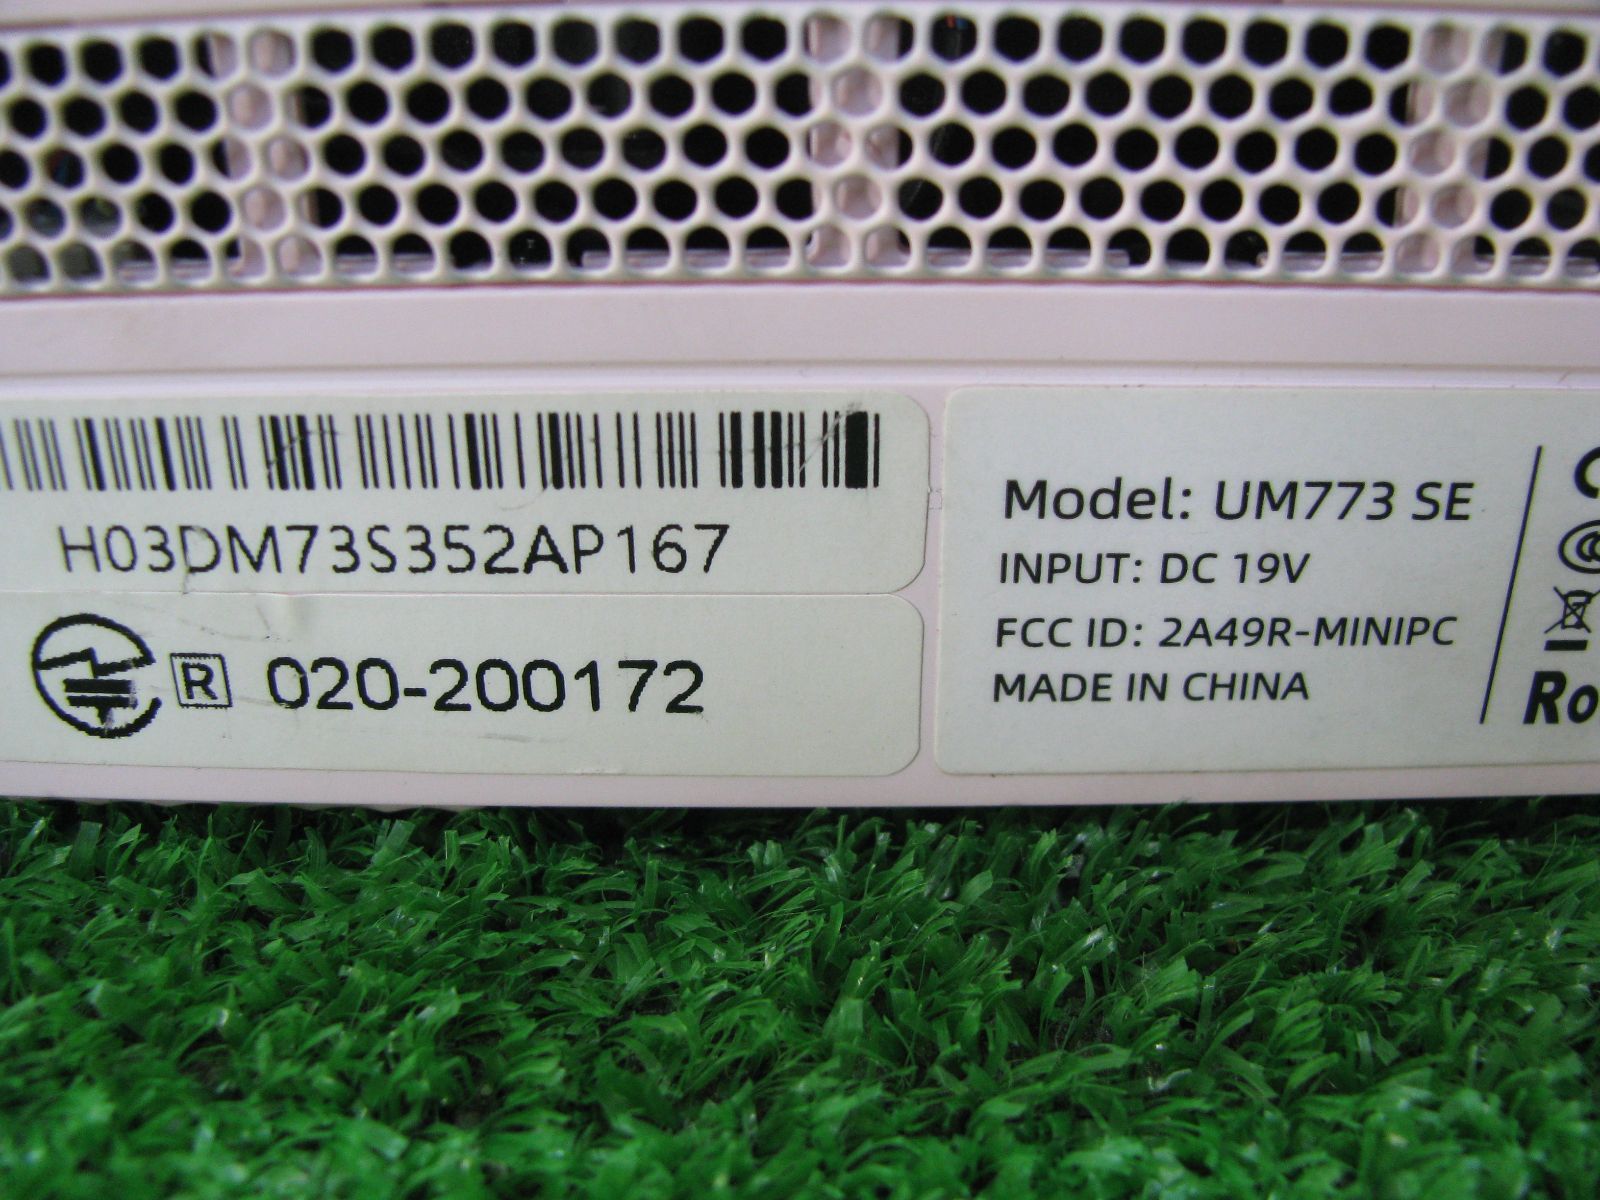 H03DM73S352AP167
R 020-200172
Model: UM773 SE
INPUT: DC 19V
FCC ID: 2A49R-MINIPC
MADE IN CHINA